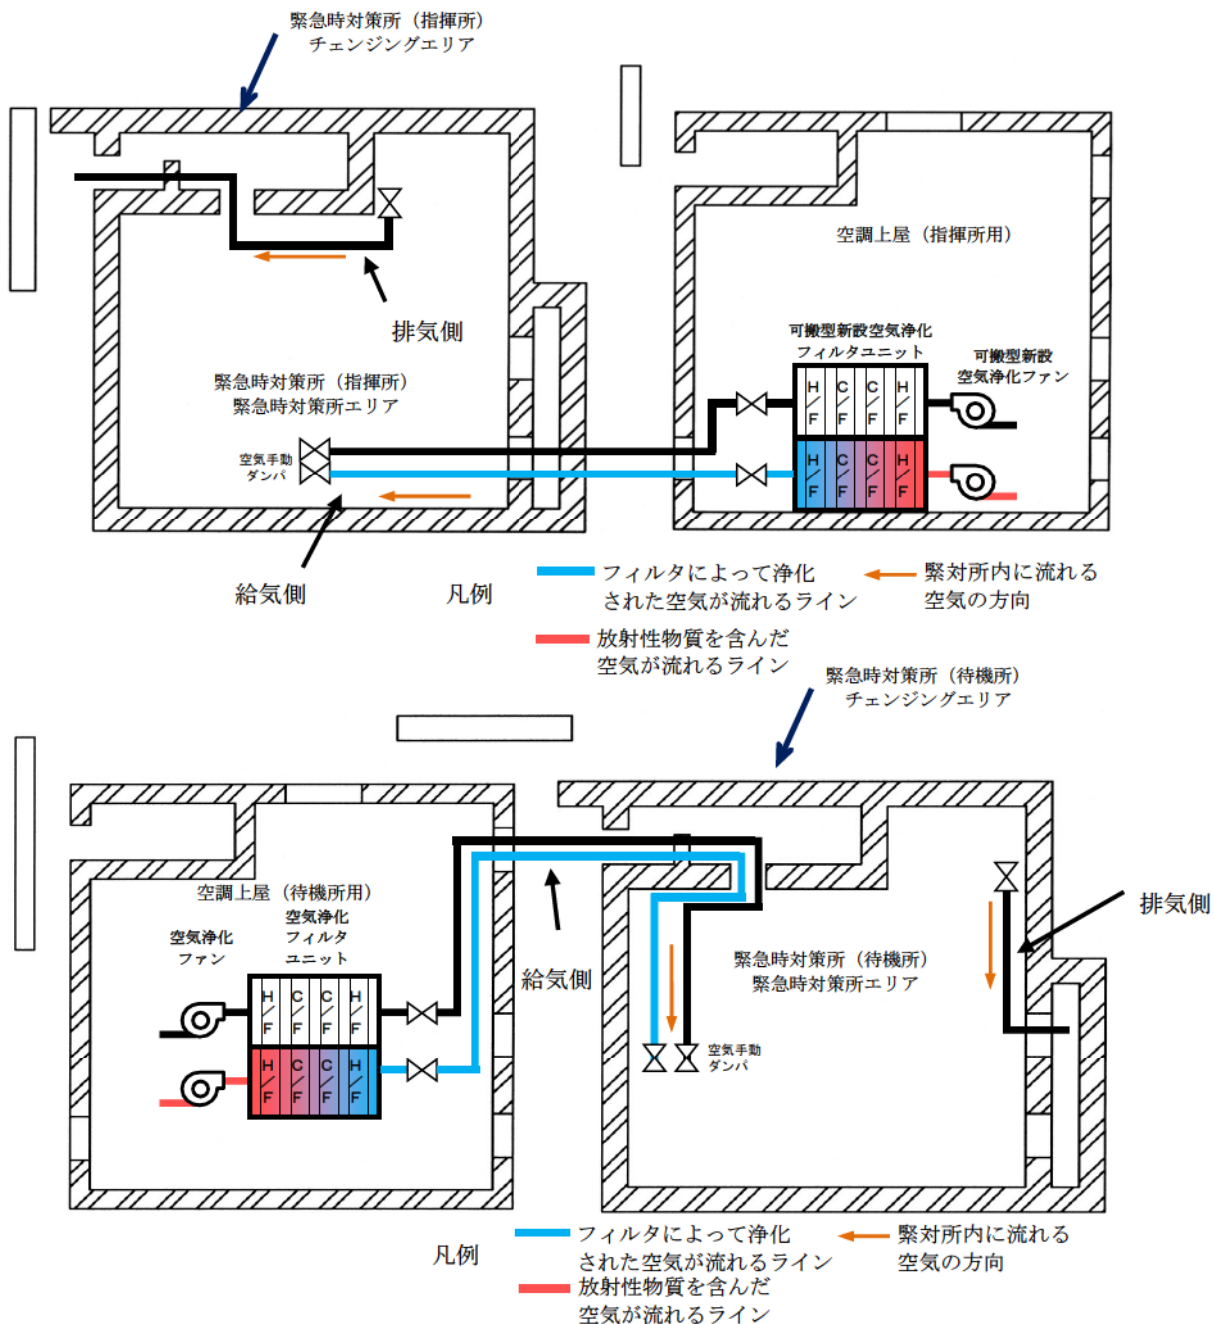 緊急時対策所（指揮所）
チェンジングエリア
空調上屋（指揮所用）
排気側
可搬型新設空気浄化
フィルタユニット
可搬型新設
空気浄化ファン
緊急時対策所（指揮所）
緊急時対策所エリア
H/F C/F C/F H/F
空気手動
ダンパ
H/F C/F C/F H/F
給気側
凡例
フィルタによって浄化
された空気が流れるライン
緊対所内に流れる
空気の方向
放射性物質を含んだ
空気が流れるライン
緊急時対策所（待機所）
チェンジングエリア
空調上屋（待機所用）
空気浄化
フィルタ
ユニット
空気浄化
ファン
排気側
給気側
緊急時対策所（待機所）
緊急時対策所エリア
H/F C/F C/F H/F
空気手動
ダンパ
H/F C/F C/F H/F
凡例
フィルタによって浄化
された空気が流れるライン
緊対所内に流れる
空気の方向
放射性物質を含んだ
空気が流れるライン